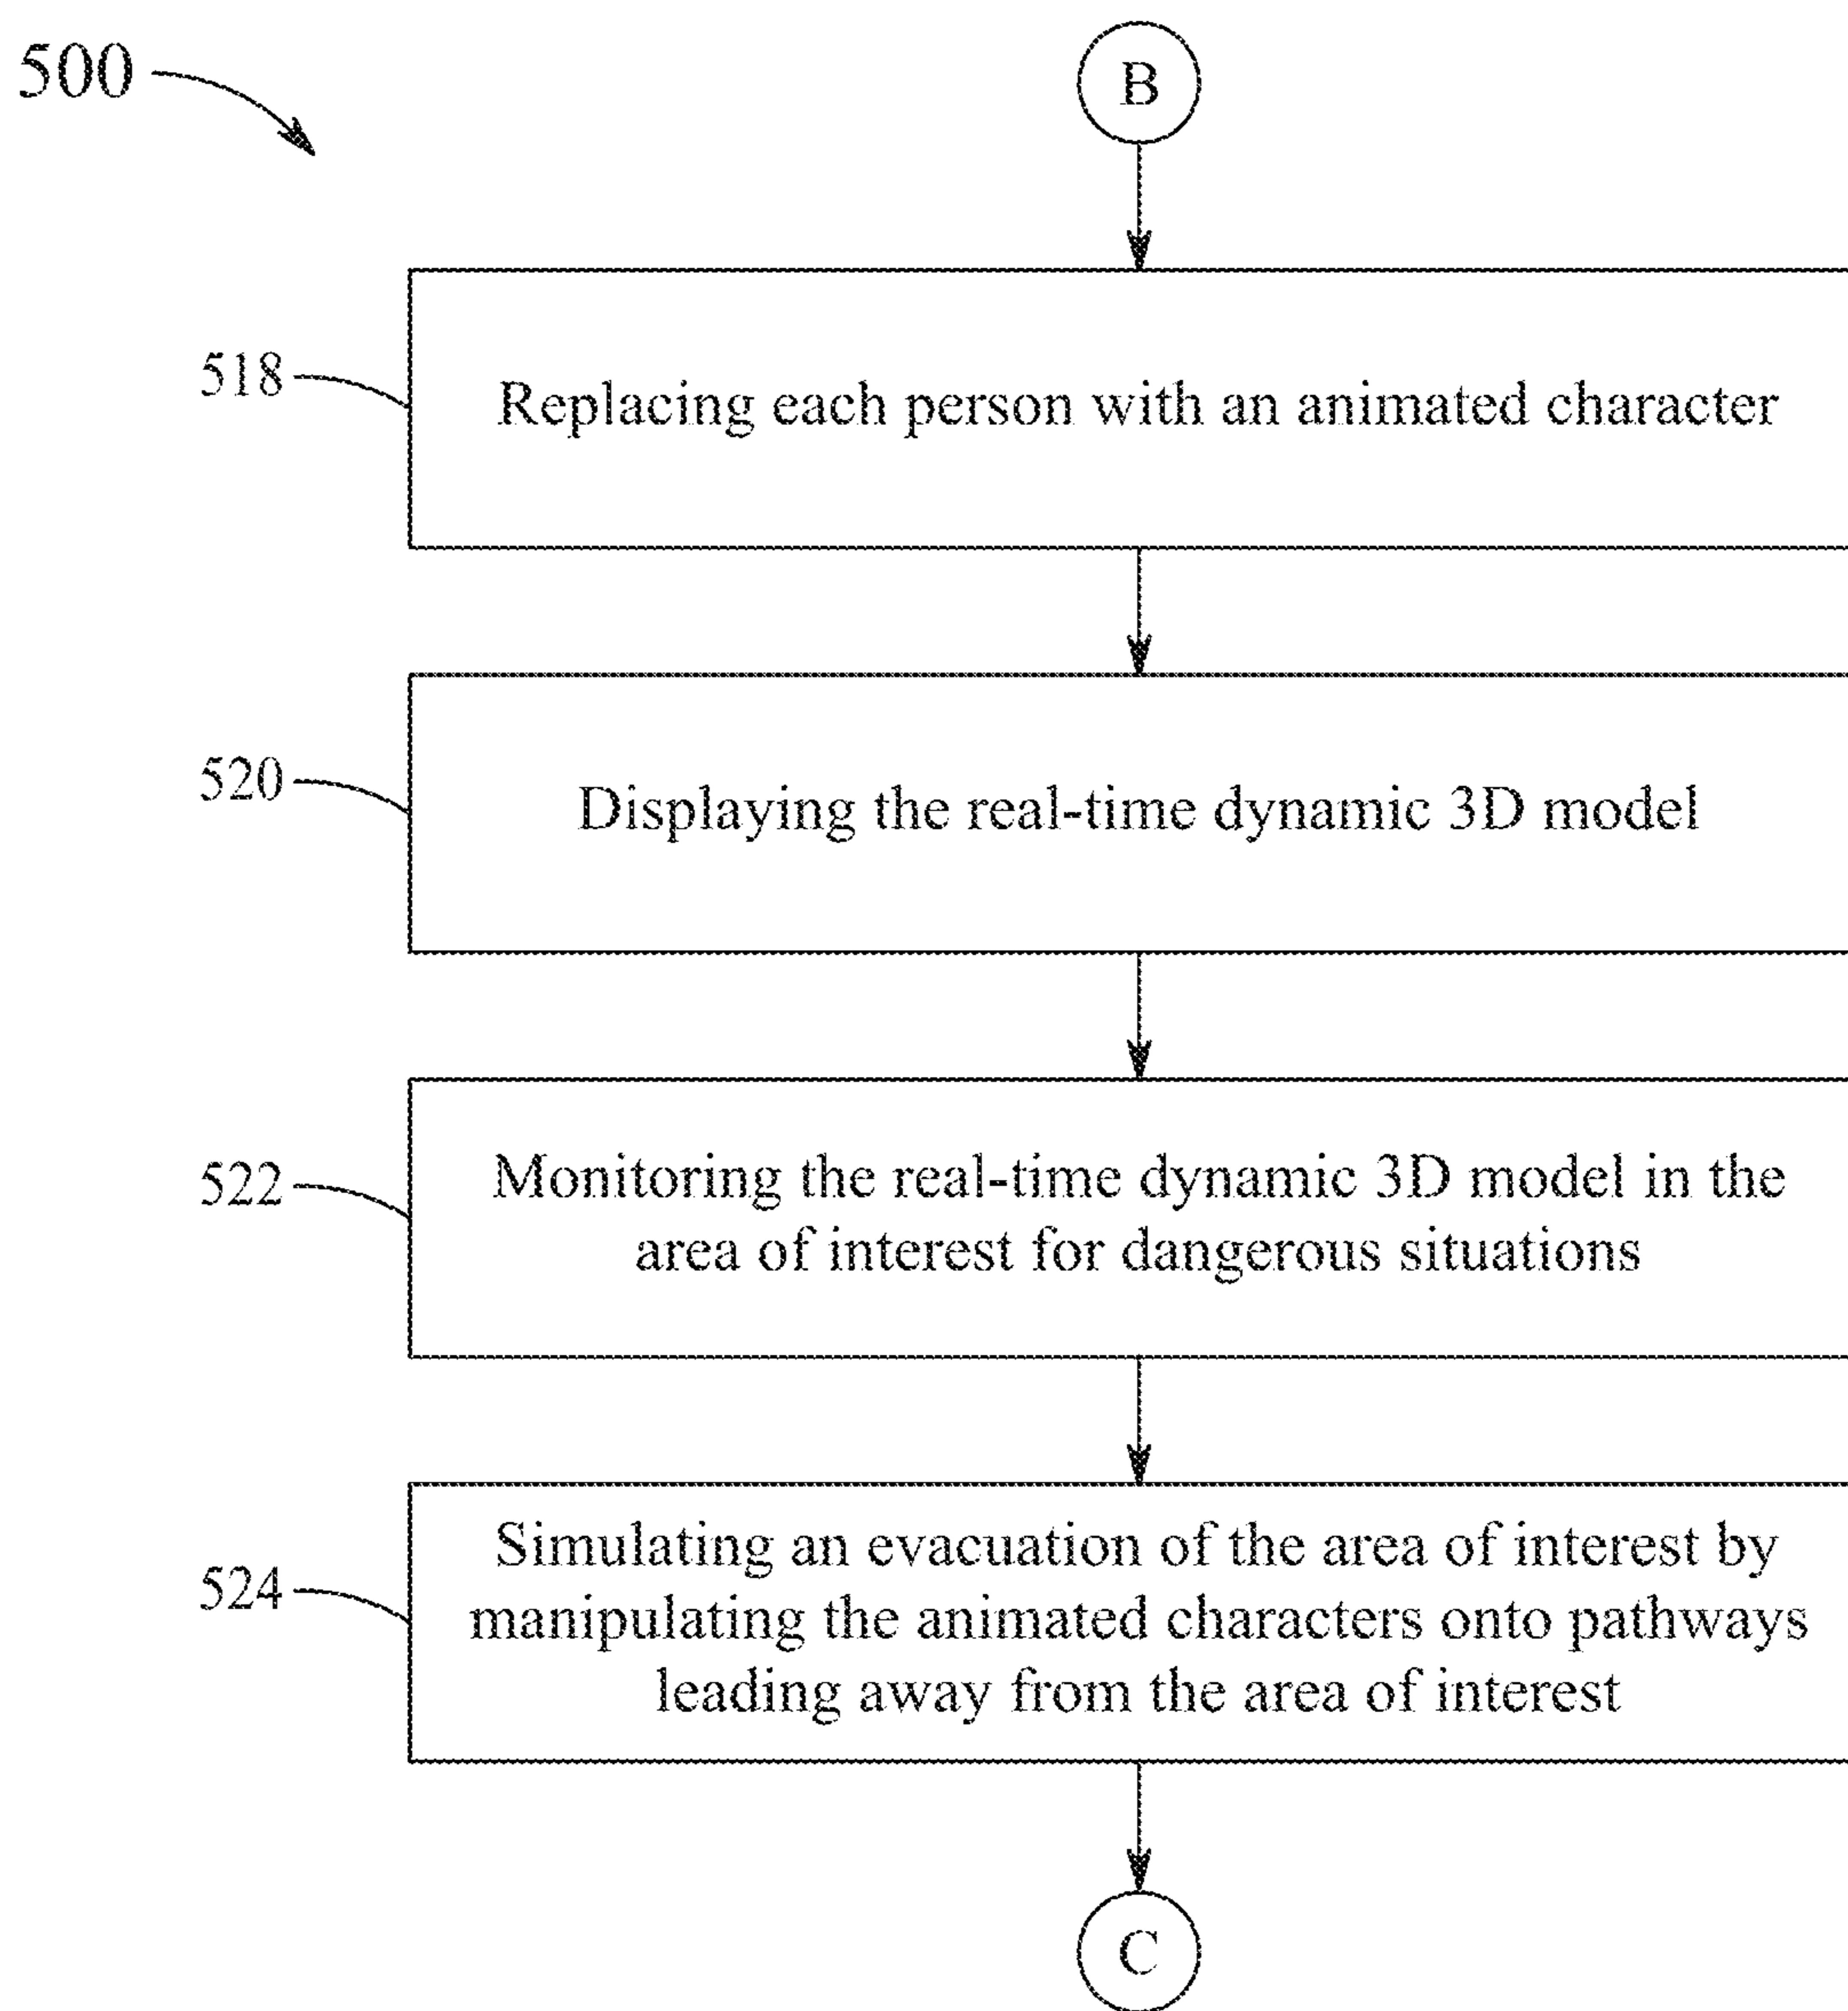 500
B
518
Replacing each person with an animated character
520
Displaying the real-time dynamic 3D model
522
Monitoring the real-time dynamic 3D model in the
area of interest for dangerous situations
524
Simulating an evacuation of the area of interest by
manipulating the animated characters onto pathways
leading away from the area of interest
C